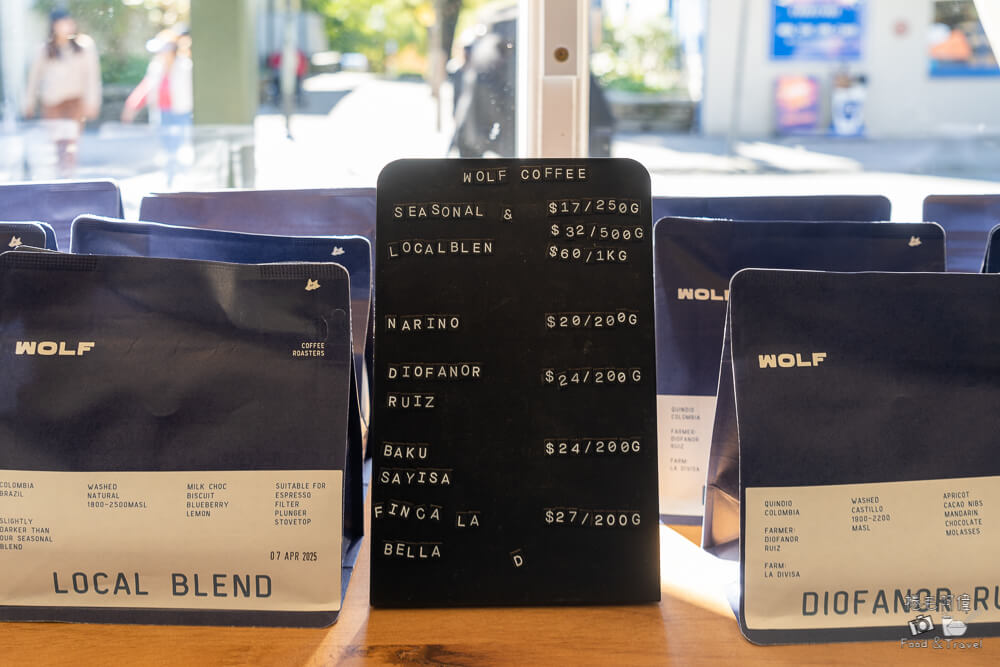 WOLF COFFEE
SEASONAL & $17/250G
$32/500G
LOCALBLEN $60/1KG
NARINO $20/200G
DIOFANOR $24/200G
RUIZ
BAKU $24/200G
SAYISA
FINCA LA $27/200G
BELLA
D
WOLF
COFFEE
ROASTERS
COLOMBIA
BRAZIL
SLIGHTLY
DARKER THAN
OUR SEASONAL
BLEND
WASHED
NATURAL
1800-2500MASL
MILK CHOC
BISCUIT
BLUEBERRY
LEMON
SUITABLE FOR
ESPRESSO
FILTER
PLUNGER
STOVETOP
07 APR 2025
LOCAL BLEND
WOL
QUINDIO
COLOMBIA
FARMER:
DIOFANOR
RUIZ
FARM:
LA DIVISA
WOLF
QUINDIO
COLOMBIA
FARMER:
DIOFANOR
RUIZ
FARM:
LA DIVISA
WASHED
CASTILLO
1900-2200
MASL
APRICOT
CACAO NIBS
MANDARIN
CHOCOLATE
MOLASSES
DIOFANOR RU
Food & Travel